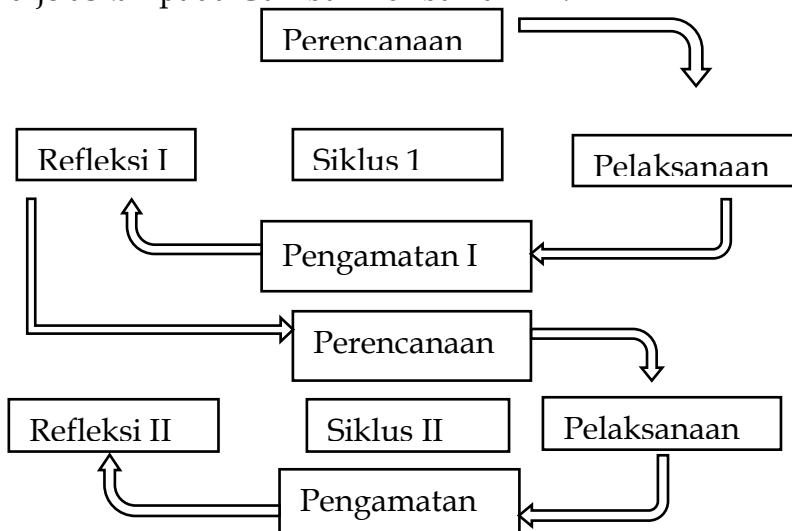 Perencanaan
Refleksi I
Siklus 1
Pelaksanaan
Pengamatan I
Perencanaan
Refleksi II
Siklus II
Pelaksanaan
Pengamatan